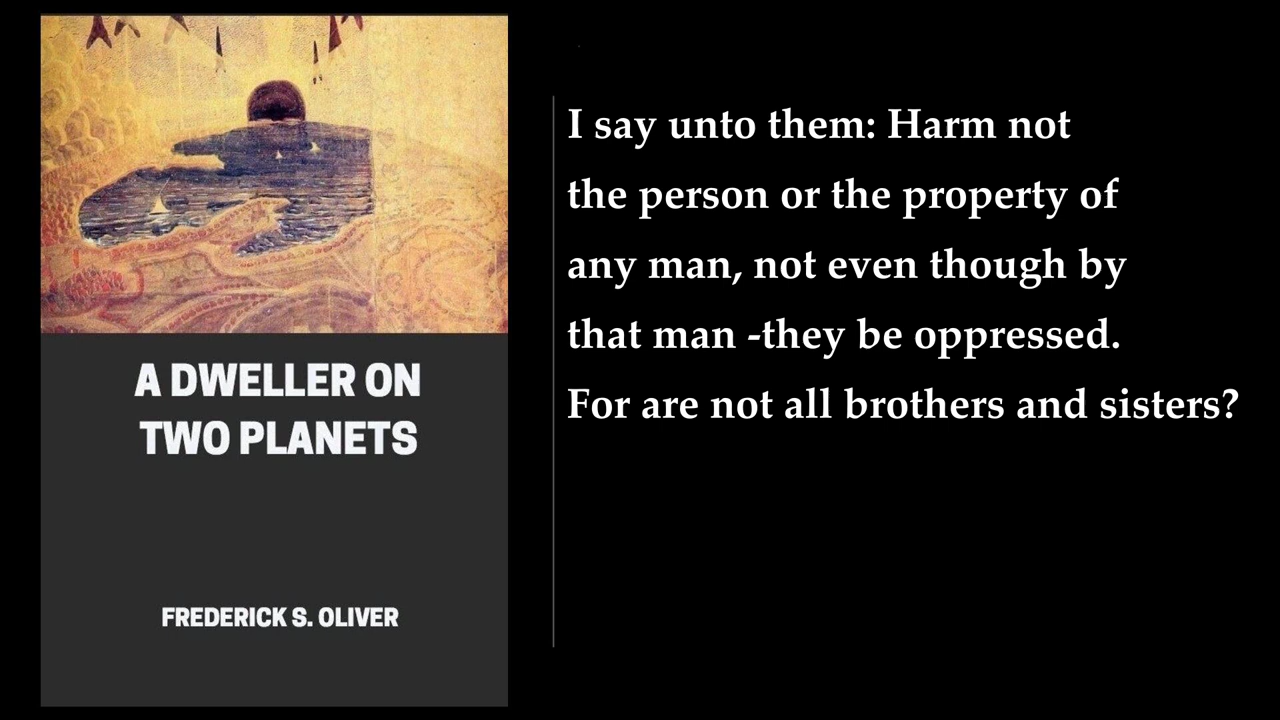 A DWELLER ON
TWO PLANETS
FREDERICK S. OLIVER
I say unto them: Harm not
the person or the property of
any man, not even though by
that man -they be oppressed.
For are not all brothers and sisters?